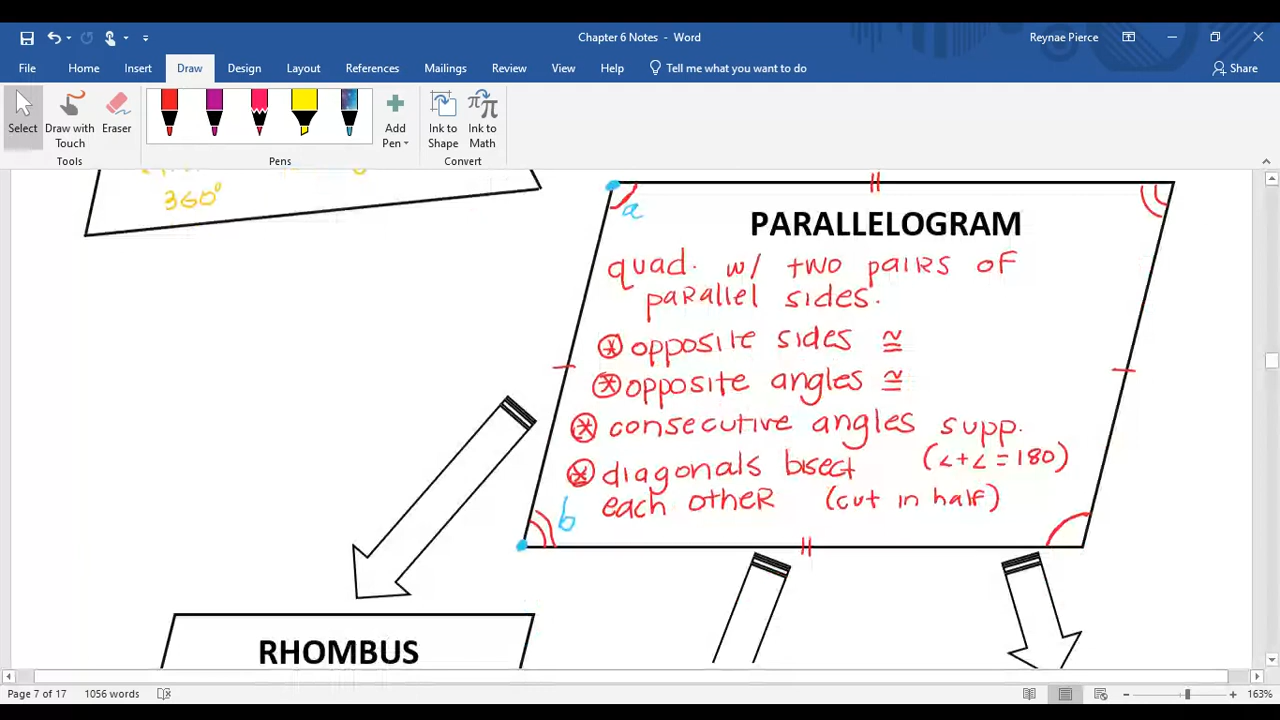 Chapter 6 Notes - Word
Reynae Pierce
File Home Insert Draw Design Layout References Mailings Review View Help Tell me what you want to do Share
Select
Draw with Touch
Eraser
Add Pen
Ink to Shape
Ink to Math
Tools Pens Convert
360°
a
PARALLELOGRAM
quad. w/ two pairs of
parallel sides.
⊛ opposite sides ≅
⊛ opposite angles ≅
⊛ consecutive angles supp.
(∠+∠=180)
⊛ diagonals bisect
each other (cut in half)
b
RHOMBUS
Page 7 of 17 1056 words
163%